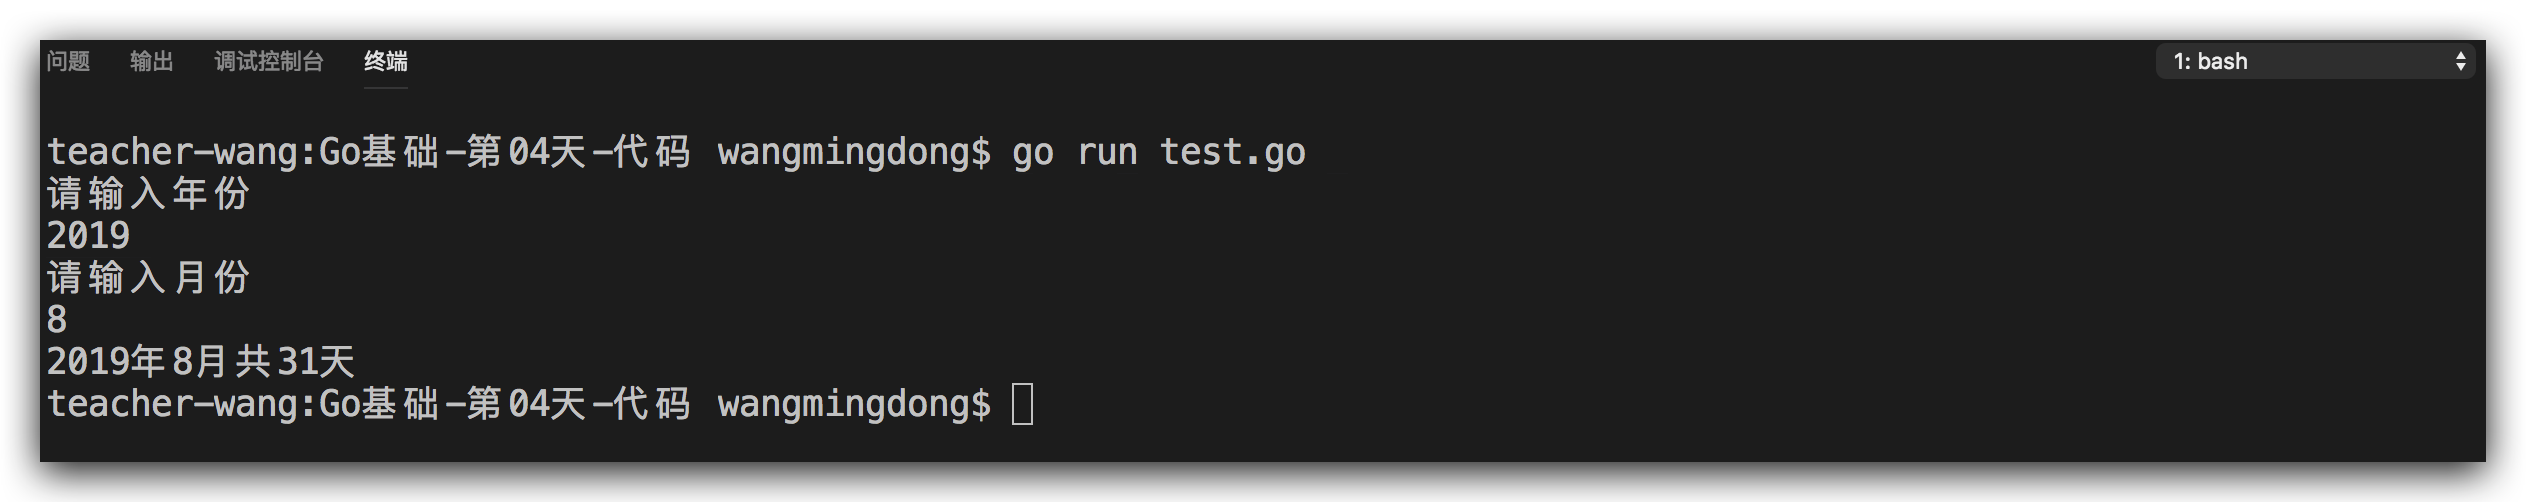 问题 输出 调试控制台 终端 1: bash
teacher-wang:Go基础-第04天-代码 wangmingdong$ go run test.go
请输入年份
2019
请输入月份
8
2019年8月共31天
teacher-wang:Go基础-第04天-代码 wangmingdong$